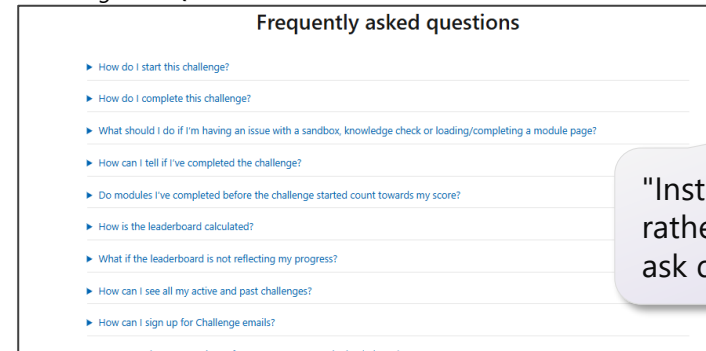 Frequently asked questions
How do I start this challenge?
How do I complete this challenge?
What should I do if I'm having an issue with a sandbox, knowledge check or loading/completing a module page?
How can I tell if I've completed the challenge?
Do modules I've completed before the challenge started count towards my score?
"Inst
rathe
ask
How is the leaderboard calculated?
What if the leaderboard is not reflecting my progress?
How can I see all my active and past challenges?
How can I sign up for Challenge emails?